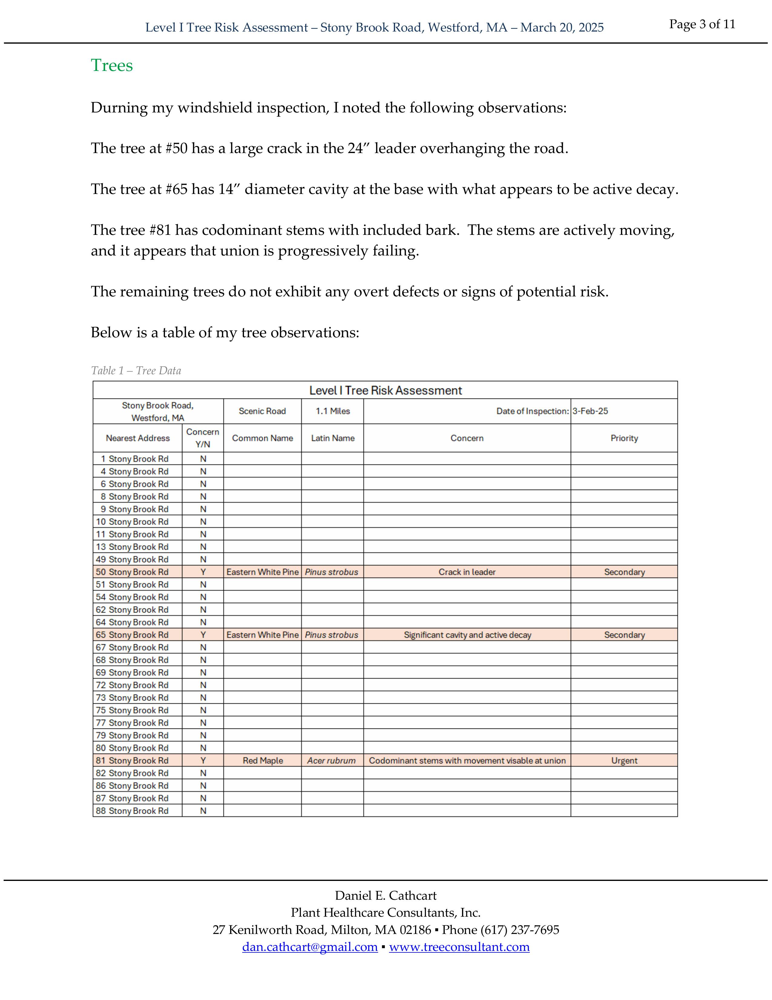 Level I Tree Risk Assessment – Stony Brook Road, Westford, MA – March 20, 2025
Page 3 of 11
Trees
Durning my windshield inspection, I noted the following observations:
The tree at #50 has a large crack in the 24” leader overhanging the road.
The tree at #65 has 14” diameter cavity at the base with what appears to be active decay.
The tree #81 has codominant stems with included bark.  The stems are actively moving,
and it appears that union is progressively failing.
The remaining trees do not exhibit any overt defects or signs of potential risk.
Below is a table of my tree observations:
Table 1 – Tree Data
Level I Tree Risk Assessment
Stony Brook Road,
Westford, MA
Scenic Road
1.1 Miles
Date of Inspection: 3-Feb-25
Nearest Address
Concern
Y/N
Common Name
Latin Name
Concern
Priority
1 Stony Brook Rd N
4 Stony Brook Rd N
6 Stony Brook Rd N
8 Stony Brook Rd N
9 Stony Brook Rd N
10 Stony Brook Rd N
11 Stony Brook Rd N
13 Stony Brook Rd N
49 Stony Brook Rd N
50 Stony Brook Rd Y Eastern White Pine Pinus strobus Crack in leader Secondary
51 Stony Brook Rd N
54 Stony Brook Rd N
62 Stony Brook Rd N
64 Stony Brook Rd N
65 Stony Brook Rd Y Eastern White Pine Pinus strobus Significant cavity and active decay Secondary
67 Stony Brook Rd N
68 Stony Brook Rd N
69 Stony Brook Rd N
72 Stony Brook Rd N
73 Stony Brook Rd N
75 Stony Brook Rd N
77 Stony Brook Rd N
79 Stony Brook Rd N
80 Stony Brook Rd N
81 Stony Brook Rd Y Red Maple Acer rubrum Codominant stems with movement visable at union Urgent
82 Stony Brook Rd N
86 Stony Brook Rd N
87 Stony Brook Rd N
88 Stony Brook Rd N
Daniel E. Cathcart
Plant Healthcare Consultants, Inc.
27 Kenilworth Road, Milton, MA 02186 ▪ Phone (617) 237-7695
dan.cathcart@gmail.com ▪ www.treeconsultant.com